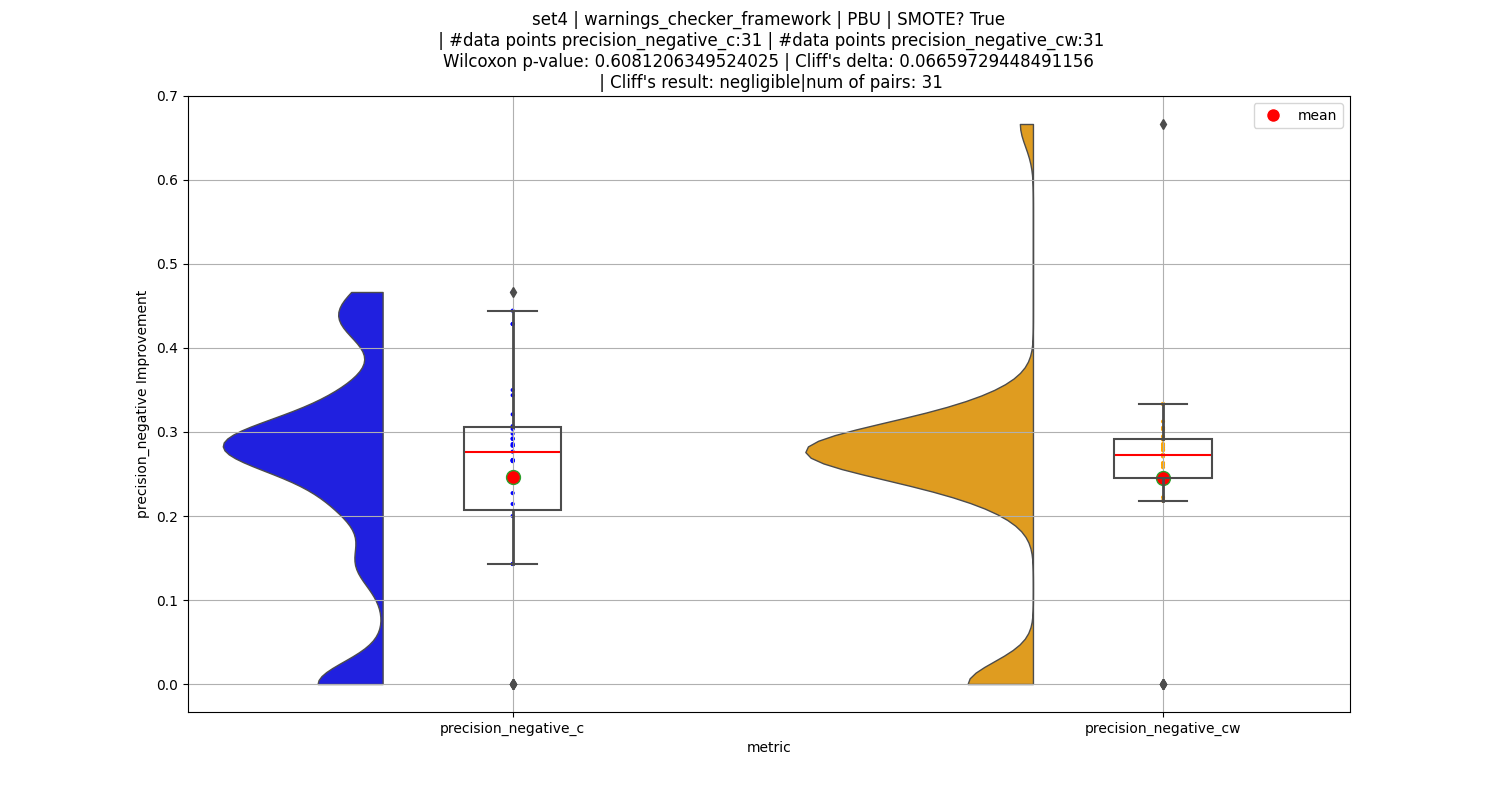 set4 | warnings_checker_framework | PBU | SMOTE? True
| #data points precision_negative_c:31 | #data points precision_negative_cw:31
Wilcoxon p-value: 0.6081206349524025 | Cliff's delta: 0.06659729448491156
| Cliff's result: negligible|num of pairs: 31
mean
0.7
0.6
0.5
0.4
0.3
0.2
0.1
0.0
precision_negative Improvement
precision_negative_c
precision_negative_cw
metric